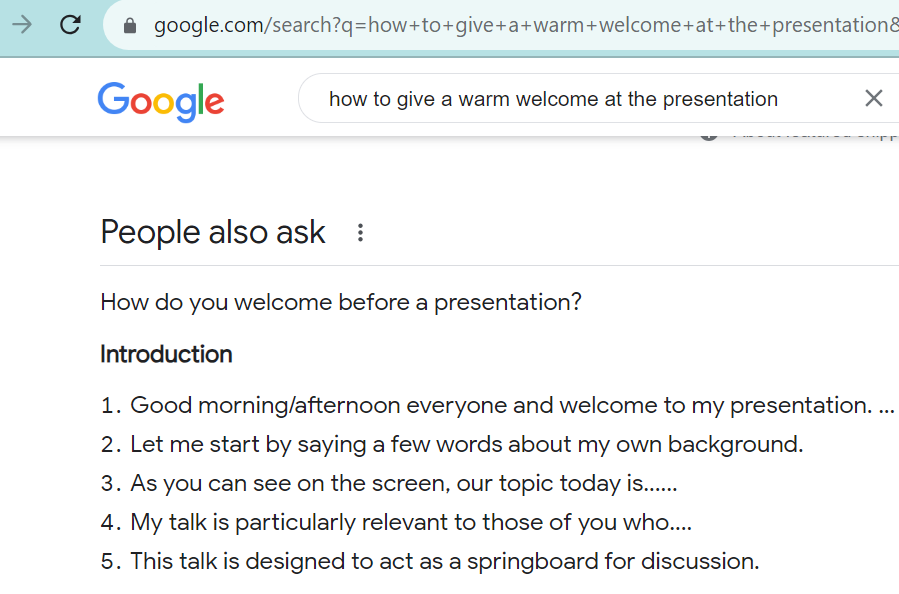 google.com/search?q=how+to+give+a+warm+welcome+at+the+presentation&
Google
how to give a warm welcome at the presentation
People also ask
How do you welcome before a presentation?
Introduction
1. Good morning/afternoon everyone and welcome to my presentation. ...
2. Let me start by saying a few words about my own background.
3. As you can see on the screen, our topic today is......
4. My talk is particularly relevant to those of you who....
5. This talk is designed to act as a springboard for discussion.